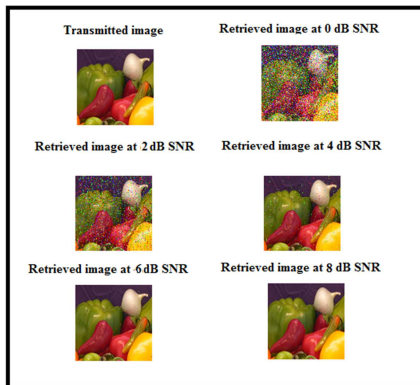 Transmitted image
Retrieved image at 0 dB SNR
Retrieved image at 2 dB SNR
Retrieved image at 4 dB SNR
Retrieved image at 6 dB SNR
Retrieved image at 8 dB SNR